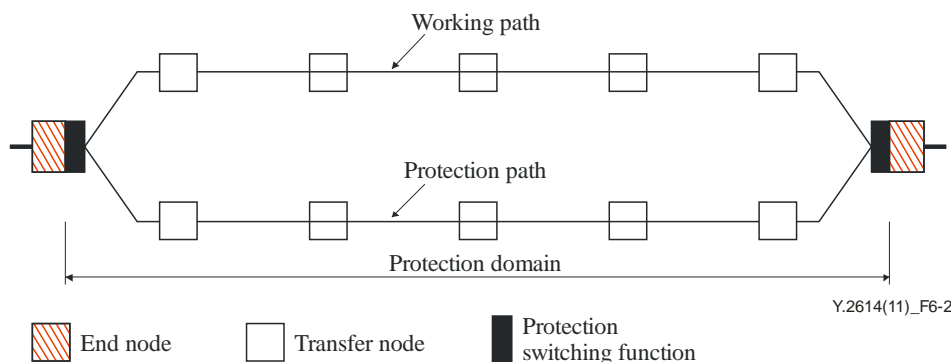 Working path
Protection path
Protection domain
Y.2614(11)_F6-2
End node
Transfer node
Protection
switching function